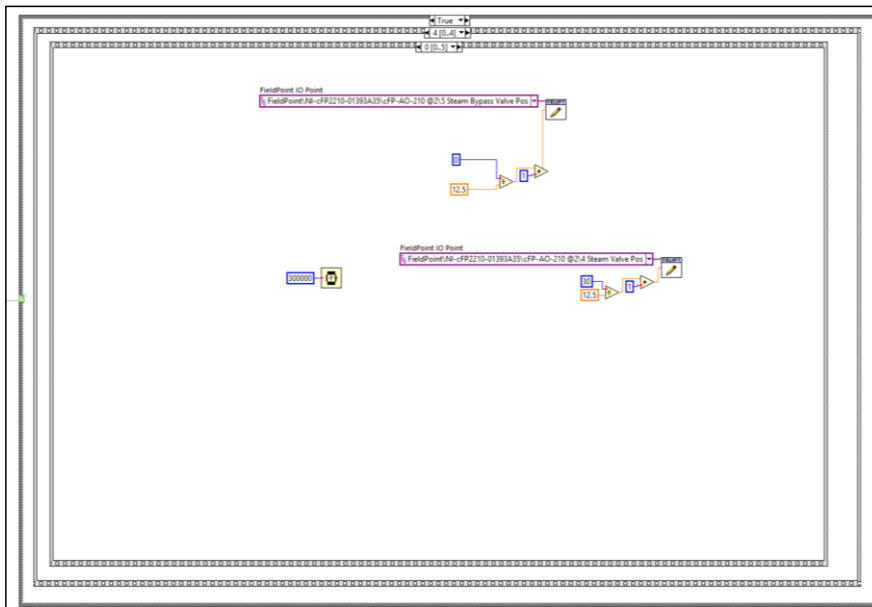 True
4 [0..4]
0 [0..5]
FieldPoint IO Point
FieldPoint\NI-cFP2210-01393A35\cFP-AO-210 @2\5 Steam Bypass Valve Pos
FIELDPT
0
1
12.5
FieldPoint IO Point
FieldPoint\NI-cFP2210-01393A35\cFP-AO-210 @2\4 Steam Valve Pos
FIELDPT
300000
30
1
12.5